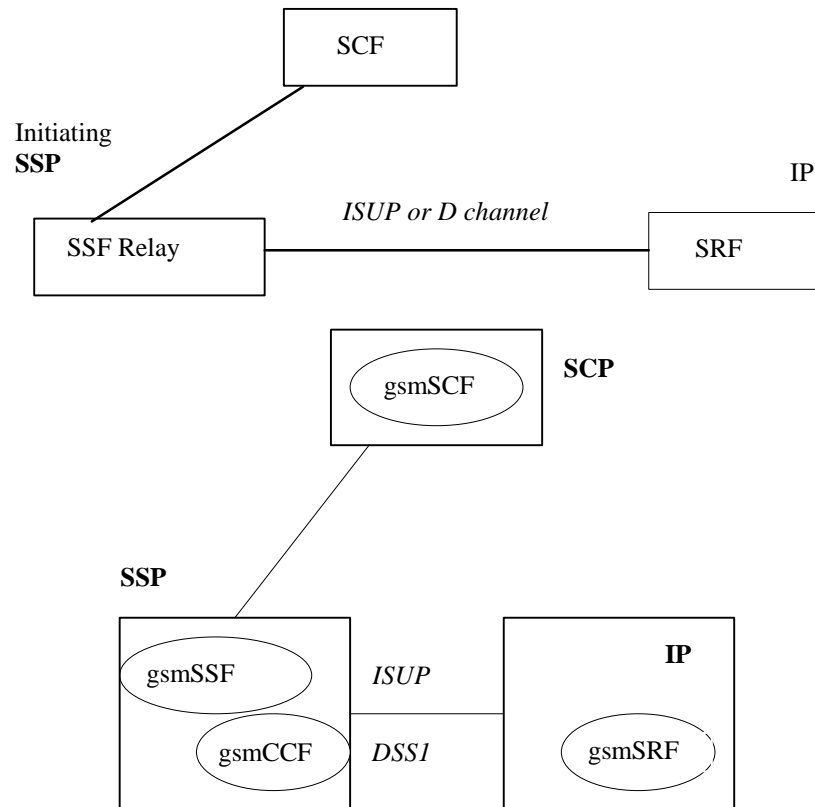 SCF
Initiating
SSP
IP
ISUP or D channel
SSF Relay
SRF
gsmSCF
SCP
SSP
IP
gsmSSF
ISUP
gsmCCF
DSS1
gsmSRF